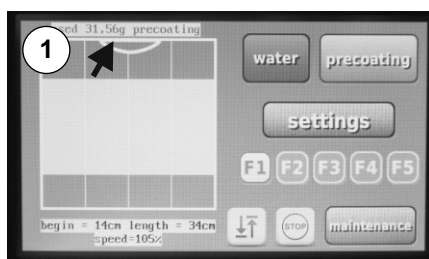 1
31,56g precoating
water
precoating
settings
F1 F2 F3 F4 F5
begin = 14cm length = 34cm
speed=105%
STOP
maintenance